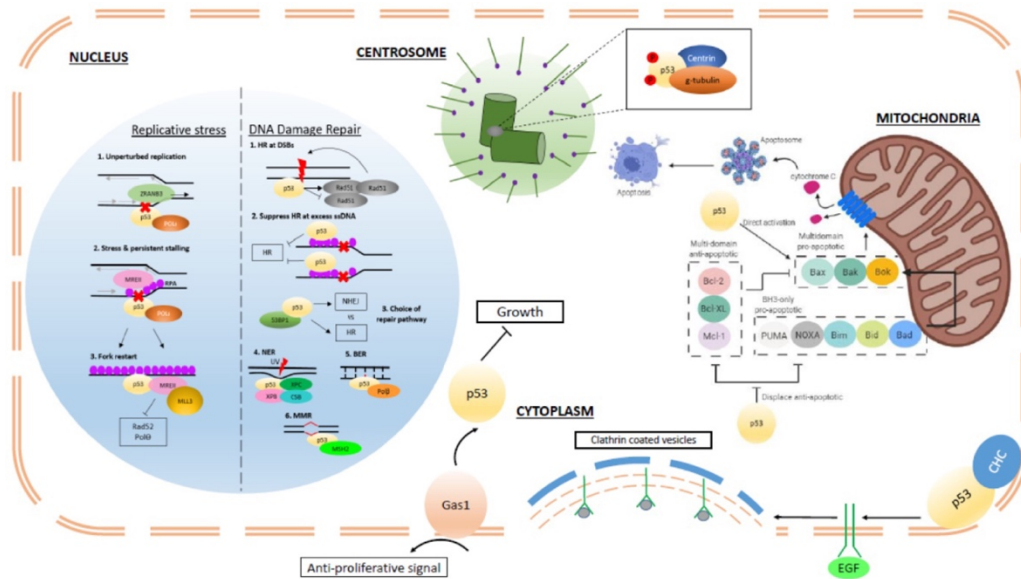 NUCLEUS
Replicative stress
1. Unperturbed replication
ZRANB3
p53
POLι
2. Stress & persistent stalling
MREII
RPA
p53
POLι
3. Fork restart
p53
MREII
MLL3
Rad52
Polθ
DNA Damage Repair
1. HR at DSBs
p53
Rad51
Rad51
Rad51
2. Suppress HR at excess ssDNA
p53
HR
p53
p53
SSBP1
NHEJ
vs
HR
3. Choice of
repair pathway
4. NER
UV
p53
XPC
XPB
CSB
5. BER
p53
Polβ
6. MMR
p53
MSH2
CENTROSOME
P
P
p53
Centrin
g-tubulin
MITOCHONDRIA
Apoptosome
Apoptosis
cytochrome C
p53
Direct activation
Multidomain
pro-apoptotic
Bax
Bak
Bok
Multi-domain
anti-apoptotic
Bcl-2
Bcl-XL
Mcl-1
BH3-only
pro-apoptotic
PUMA
NOXA
Bim
Bid
Bad
Displace anti-apoptotic
p53
Growth
p53
Gas1
Anti-proliferative signal
CYTOPLASM
Clathrin coated vesicles
CHC
p53
EGF